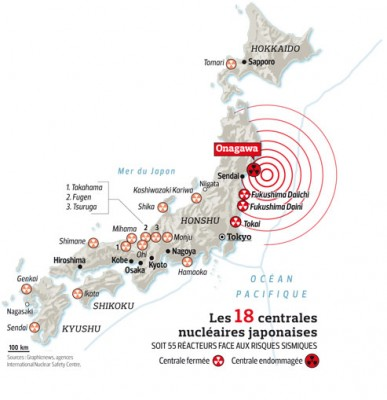 HOKKAIDO
Tomari
Sapporo
Onagawa
Mer du Japon
Sendai
1. Takahama
2. Fugen
3. Tsuruga
Kashiwazaki Kariwa
Niigata
Fukushima Daiichi
Fukushima Daini
Shika
HONSHU
Tokai
Mihama
2
3
Shimane
1
Ohi
Monju
Tokyo
Nagoya
Hiroshima
Kobe
Kyoto
Osaka
Hamaoka
Genkai
OCÉAN
PACIFIQUE
Ikata
Nagasaki
SHIKOKU
Sendai
KYUSHU
Les 18 centrales
nucléaires japonaises
SOIT 55 RÉACTEURS FACE AUX RISQUES SISMIQUES
100 km
Centrale fermée
Centrale endommagée
Sources : Graphicnews, agences
International Nuclear Safety Center.